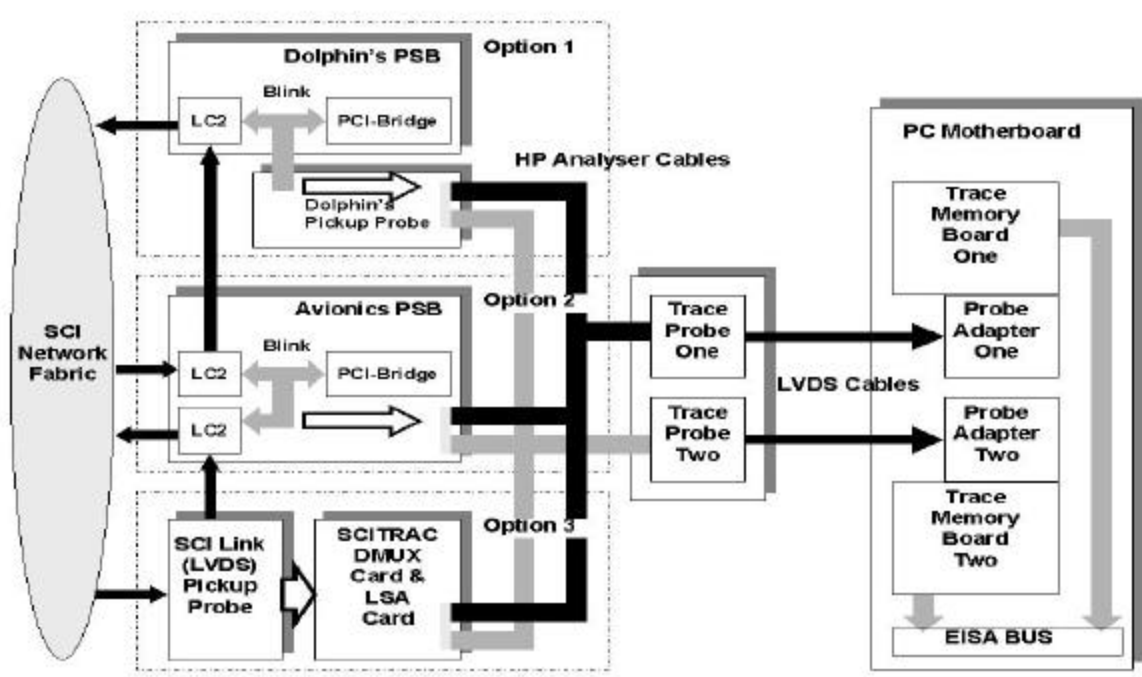 Dolphin's PSB
Option 1
Blink
LC2
PCI-Bridge
HP Analyser Cables
Dolphin's
Pickup Probe
SCI
Network
Fabric
Avionics PSB
Option 2
Blink
LC2
PCI-Bridge
LC2
SCI Link
(LVDS)
Pickup
Probe
SCITRAC
DMUX
Card &
LSA
Card
Option 3
Trace
Probe
One
Trace
Probe
Two
LVDS Cables
PC Motherboard
Trace
Memory
Board
One
Probe
Adapter
One
Probe
Adapter
Two
Trace
Memory
Board
Two
EISA BUS